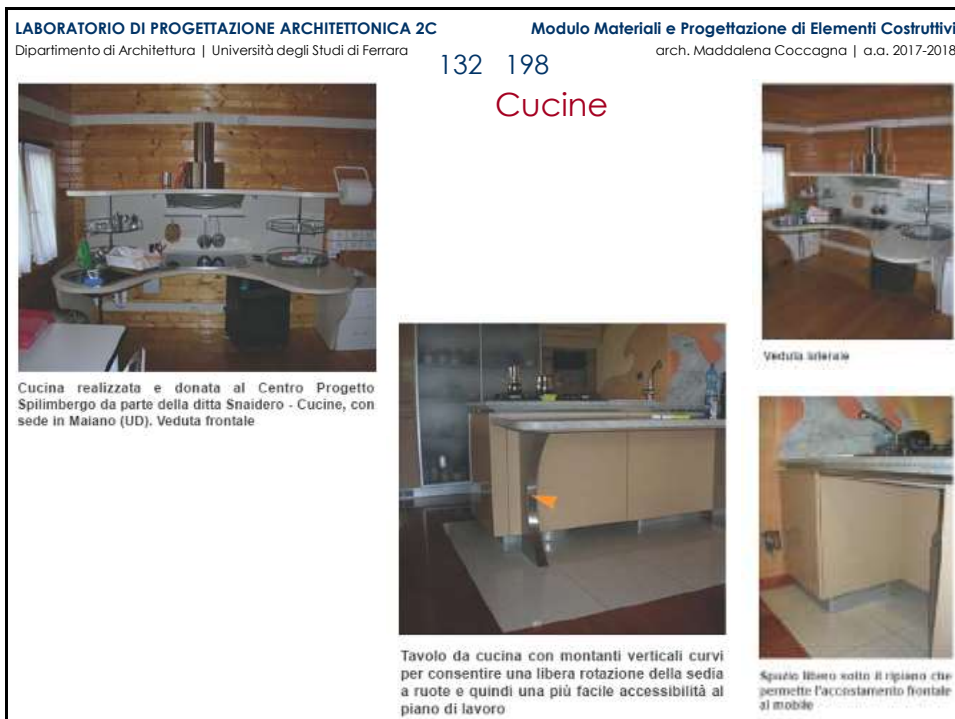 LABORATORIO DI PROGETTAZIONE ARCHITETTONICA 2C
Dipartimento di Architettura | Università degli Studi di Ferrara
Modulo Materiali e Progettazione di Elementi Costruttivi
arch. Maddalena Coccagna | a.a. 2017-2018
132 198
Cucine
Cucina realizzata e donata al Centro Progetto
Spilimbergo da parte della ditta Snaidero - Cucine, con
sede in Maiano (UD). Veduta frontale
Veduta laterale
Tavolo da cucina con montanti verticali curvi
per consentire una libera rotazione della sedia
a ruote e quindi una più facile accessibilità al
piano di lavoro
Spazio libero sotto il ripiano che
permette l'accostamento frontale
al mobile